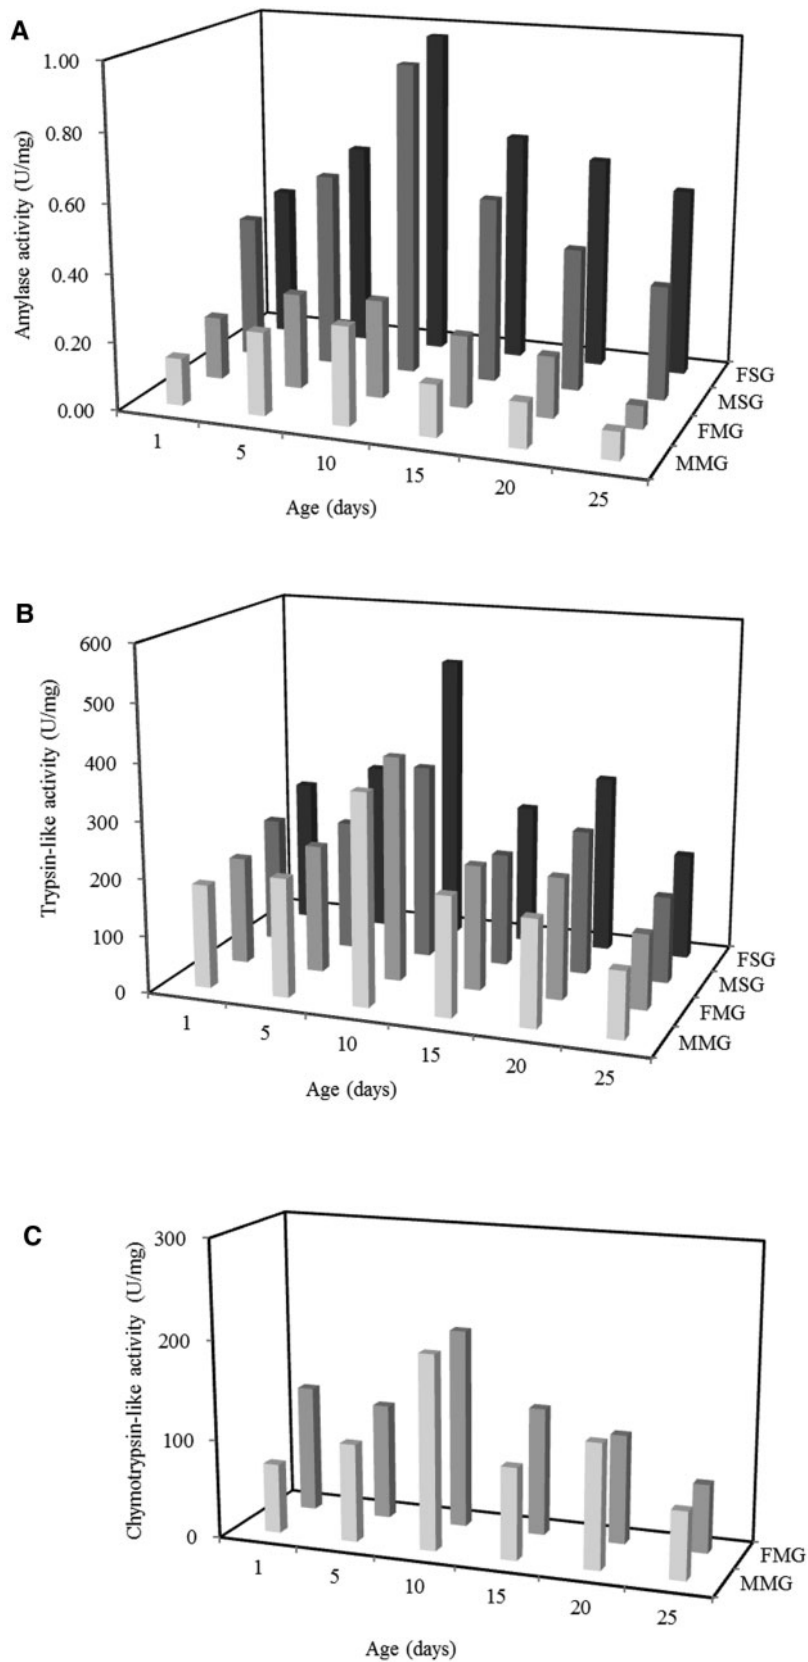 A
Amylase activity (U/mg)
1.00
0.80
0.60
0.40
0.20
0.00
1
5
10
15
20
25
FSG
MSG
FMG
MMG
Age (days)
B
Trypsin-like activity (U/mg)
600
500
400
300
200
100
0
1
5
10
15
20
25
FSG
MSG
FMG
MMG
Age (days)
C
Chymotrypsin-like activity (U/mg)
300
200
100
0
1
5
10
15
20
25
FMG
MMG
Age (days)